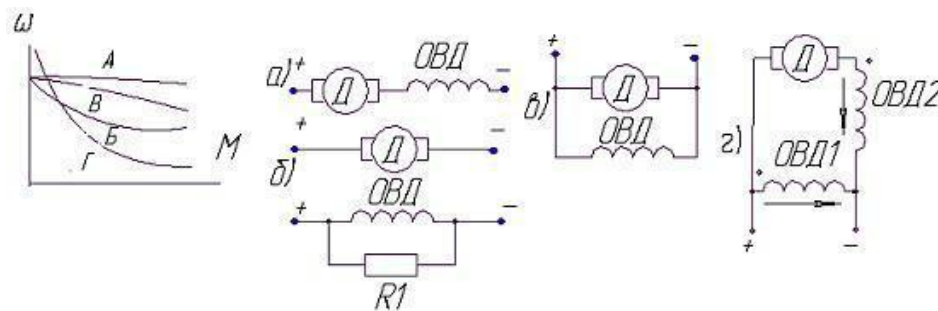 ω
А
В
Б
Г
М
а)
+
Д
ОВД
−
б)
+
Д
−
+
ОВД
−
R1
в)
+
−
Д
ОВД
г)
Д
ОВД2
ОВД1
+
−